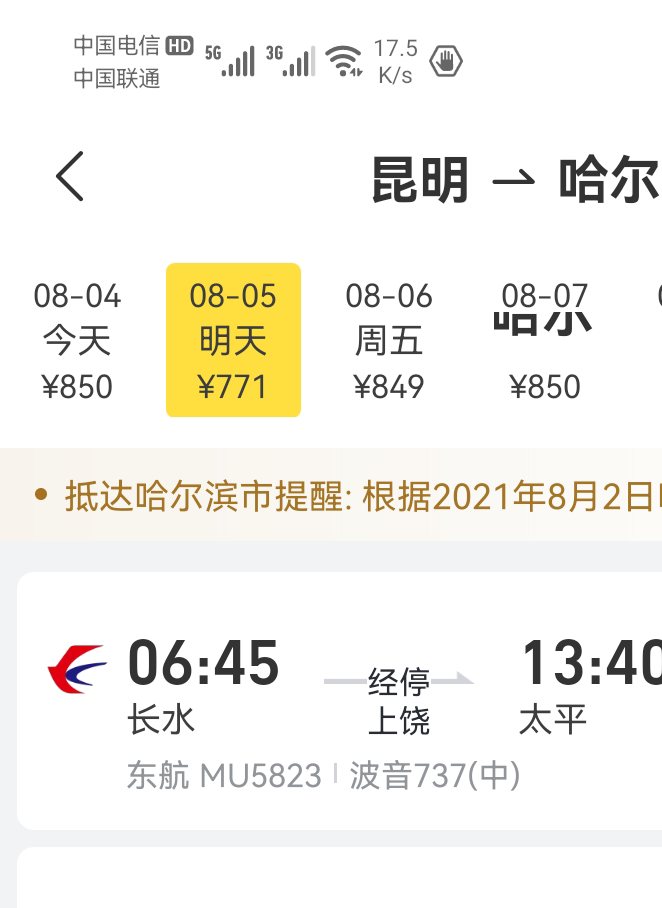 中国电信 HD 5G 3G 17.5 K/s
中国联通
昆明 → 哈尔
08-04 08-05 08-06 08-07
今天 明天 周五 哈尔
¥850 ¥771 ¥849 ¥850
• 抵达哈尔滨市提醒: 根据2021年8月2日
06:45 经停 13:40
长水 上饶 太平
东航 MU5823 | 波音737(中)